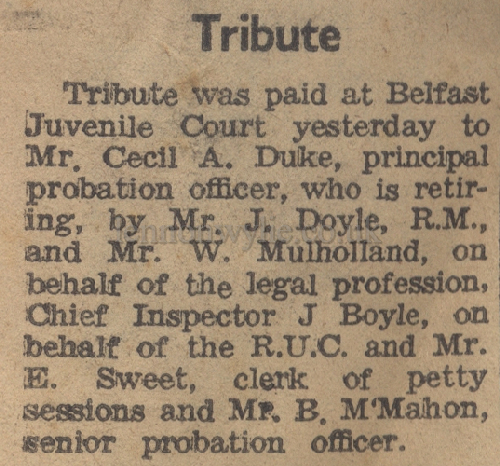 Tribute
Tribute was paid at Belfast
Juvenile Court yesterday to
Mr. Cecil A. Duke, principal
probation officer, who is retir-
ing, by Mr. J. Doyle, R.M.,
and Mr. W. Mulholland, on
behalf of the legal profession,
Chief Inspector J Boyle, on
behalf of the R.U.C. and Mr.
E. Sweet, clerk of petty
sessions and Mr. B. M'Mahon,
senior probation officer.